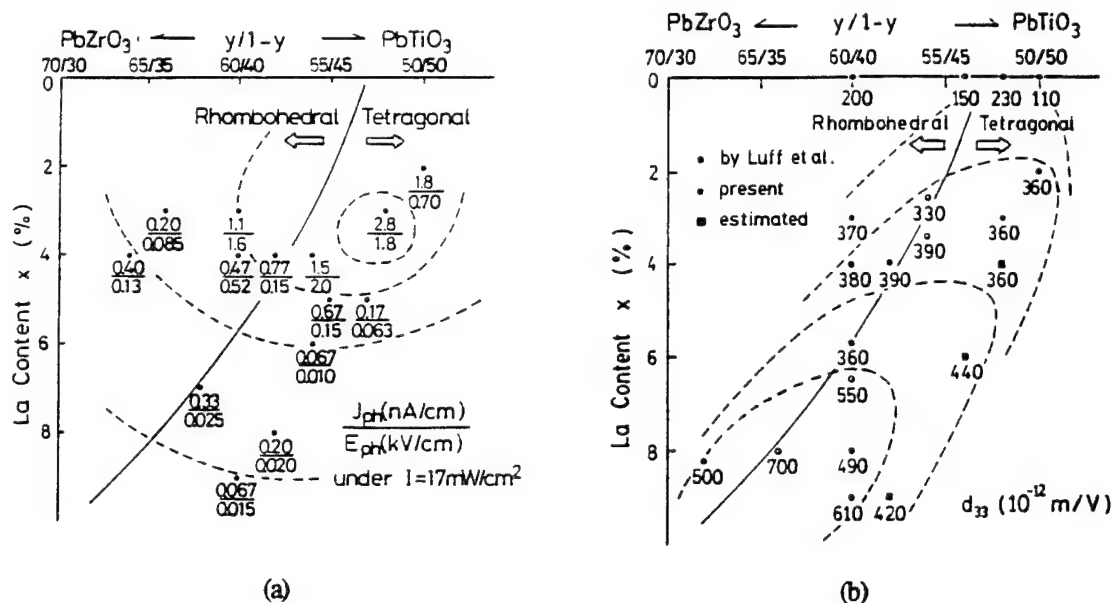 PbZrO3 ← y/1-y → PbTiO3
70/30 65/35 60/40 55/45 50/50
0
Rhombohedral Tetragonal
2
4
6
8
La Content x (%)
1.8
0.70
2.8
1.8
0.20
0.085
1.1
1.6
0.40
0.13
0.47
0.52
0.77
0.15
1.5
2.0
0.67
0.15
0.17
0.063
0.067
0.010
0.33
0.025
0.20
0.020
0.067
0.015
Jph(nA/cm)
Eph(kV/cm)
under I=17mW/cm²
(a)
PbZrO3 ← y/1-y → PbTiO3
70/30 65/35 60/40 55/45 50/50
0
200 150 230 110
Rhombohedral Tetragonal
by Luff et al.
present
estimated
2
4
6
8
La Content x (%)
360
330
370 360
390
380 390 360
360
440
550
500 700 490
610 420
d33 (10-12 m/V)
(b)